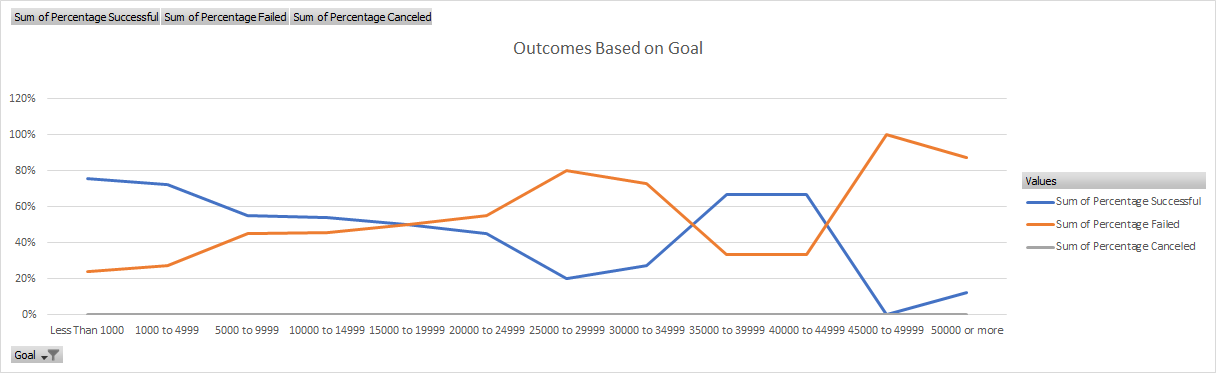 Sum of Percentage Successful Sum of Percentage Failed Sum of Percentage Canceled
Outcomes Based on Goal
120%
100%
80%
60%
40%
20%
0%
Less Than 1000 1000 to 4999 5000 to 9999 10000 to 14999 15000 to 19999 20000 to 24999 25000 to 29999 30000 to 34999 35000 to 39999 40000 to 44999 45000 to 49999 50000 or more
Values
Sum of Percentage Successful
Sum of Percentage Failed
Sum of Percentage Canceled
Goal